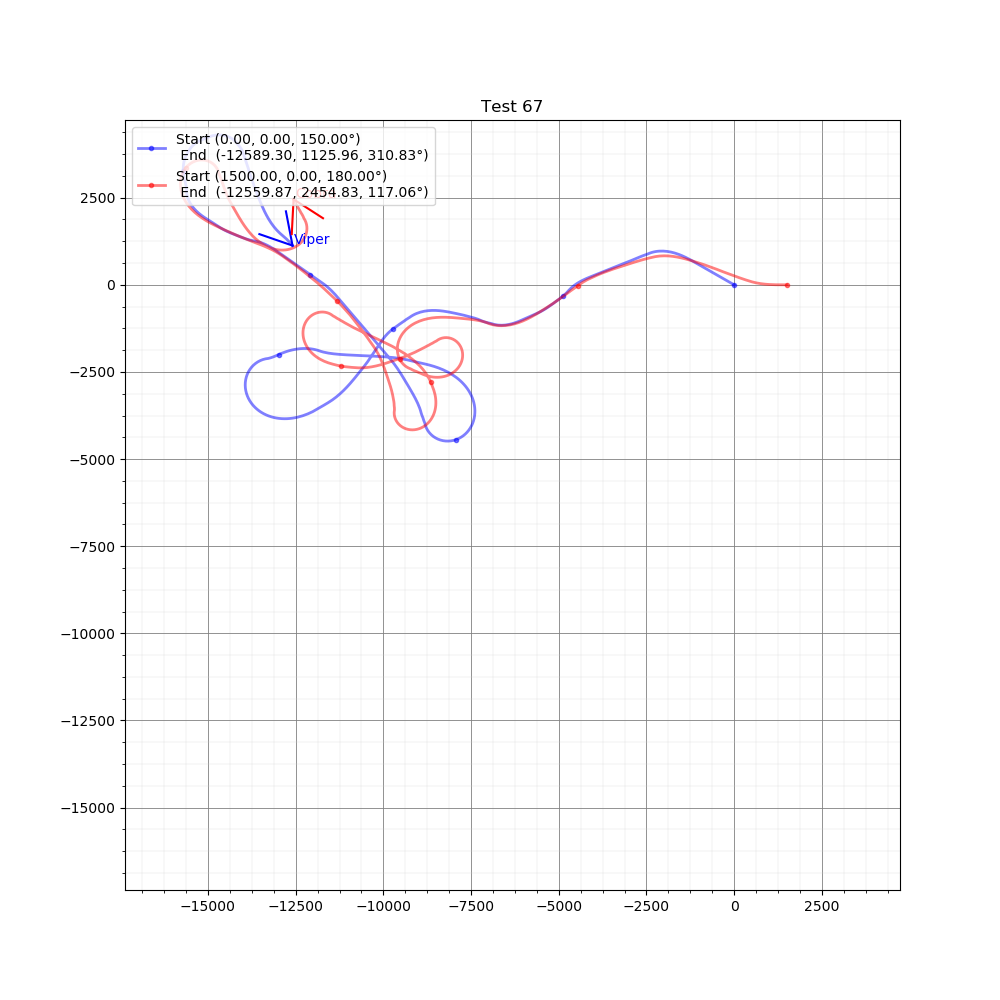 Test 67
Start (0.00, 0.00, 150.00°)
End (-12589.30, 1125.96, 310.83°)
Start (1500.00, 0.00, 180.00°)
End (-12559.87, 2454.83, 117.06°)
Viper
2500
0
−2500
−5000
−7500
−10000
−12500
−15000
−15000 −12500 −10000 −7500 −5000 −2500 0 2500